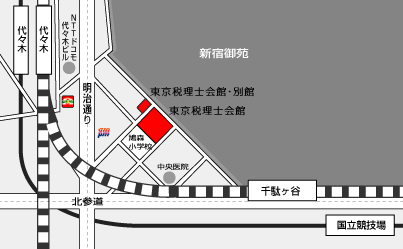 代々木
代々木
NTTドコモ
代々木ビル
新宿御苑
明治通り
東京税理士会館・別館
東京税理士会館
鳩森
小学校
中央医院
千駄ヶ谷
北参道
国立競技場